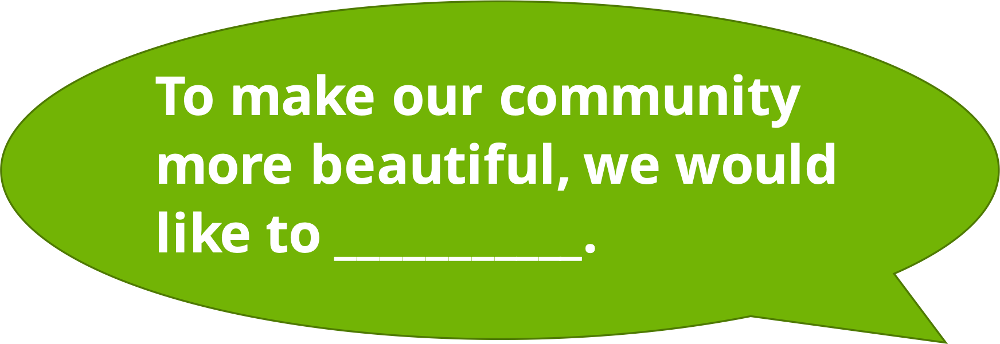 To make our community
more beautiful, we would
like to ___________.